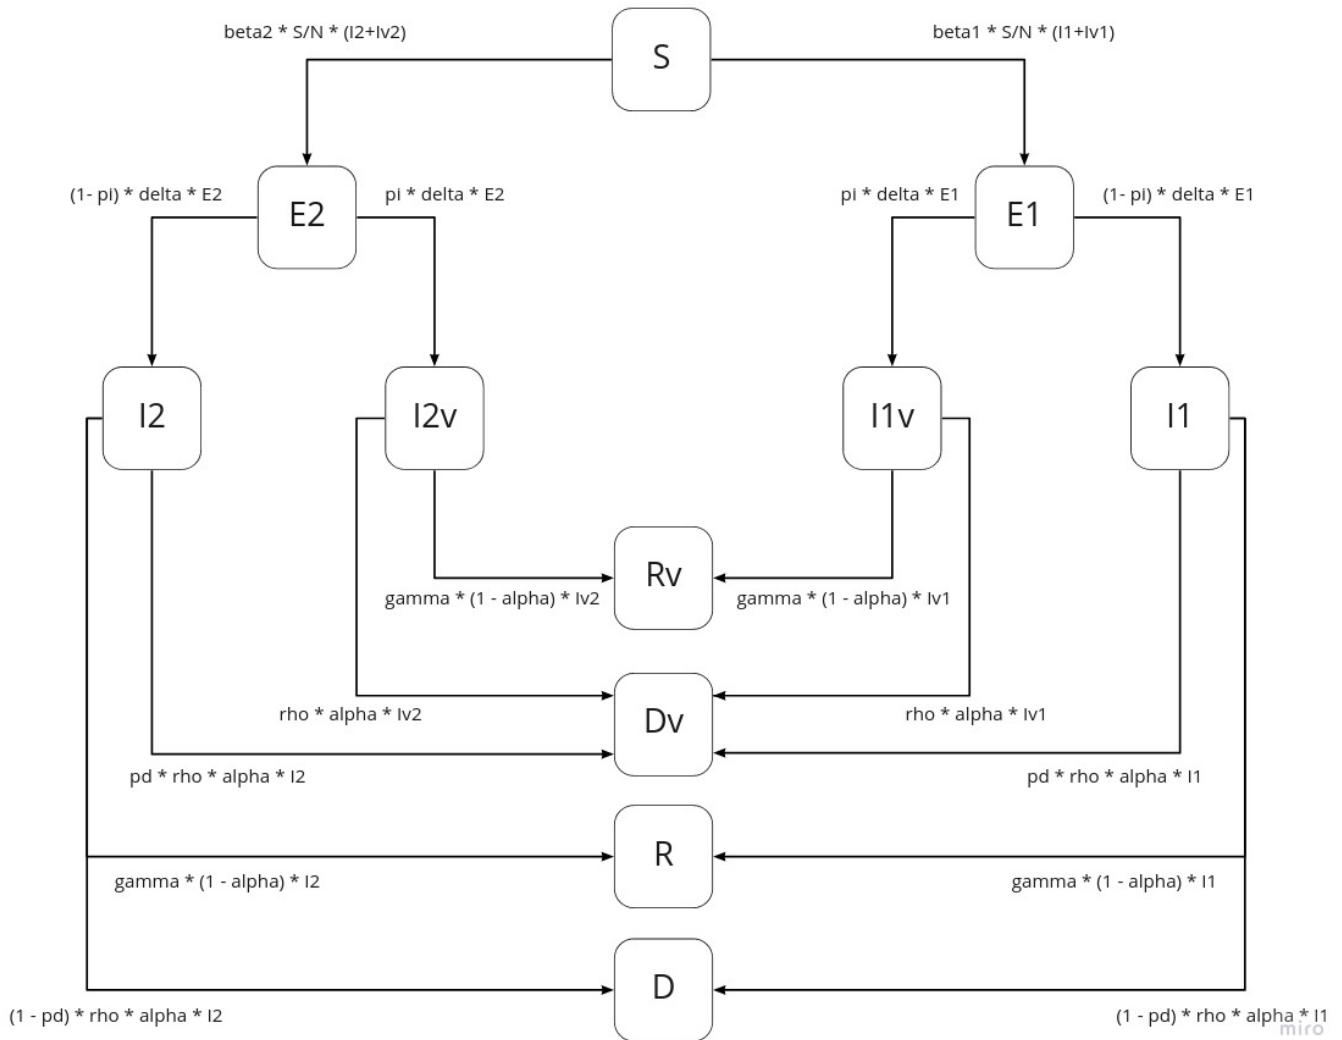 beta2 * S/N * (I2+Iv2)
S
beta1 * S/N * (I1+Iv1)
(1- pi) * delta * E2
E2
pi * delta * E2
pi * delta * E1
E1
(1- pi) * delta * E1
I2
I2v
I1v
I1
Rv
gamma * (1 - alpha) * Iv2
gamma * (1 - alpha) * Iv1
Dv
rho * alpha * Iv2
rho * alpha * Iv1
pd * rho * alpha * I2
pd * rho * alpha * I1
R
gamma * (1 - alpha) * I2
gamma * (1 - alpha) * I1
D
(1 - pd) * rho * alpha * I2
(1 - pd) * rho * alpha * I1
miro